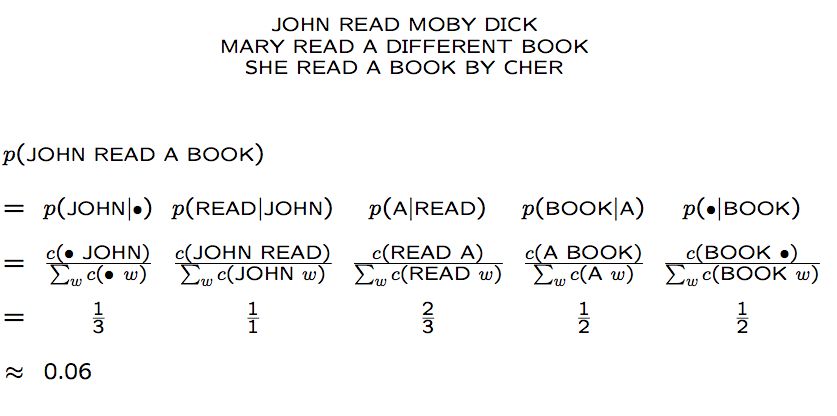 JOHN READ MOBY DICK
MARY READ A DIFFERENT BOOK
SHE READ A BOOK BY CHER
p(JOHN READ A BOOK)
= p(JOHN|•) p(READ|JOHN) p(A|READ) p(BOOK|A) p(•|BOOK)
= c(• JOHN)/∑w c(• w) c(JOHN READ)/∑w c(JOHN w) c(READ A)/∑w c(READ w) c(A BOOK)/∑w c(A w) c(BOOK •)/∑w c(BOOK w)
= 1/3 1/1 2/3 1/2 1/2
≈ 0.06